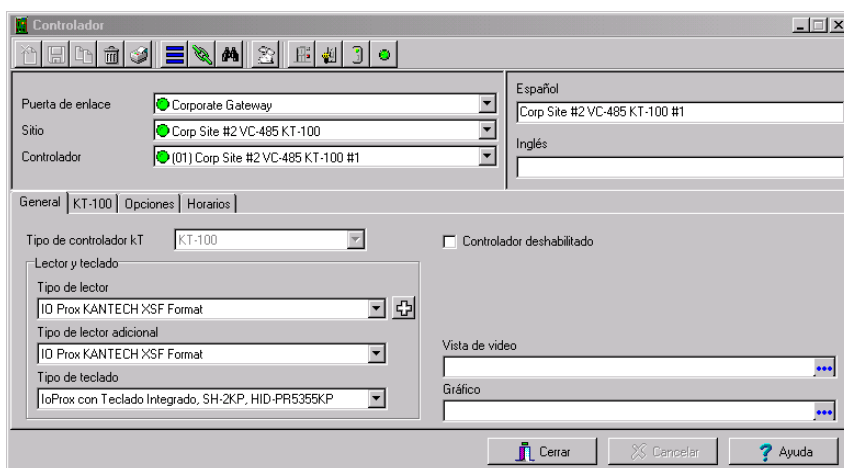 Controlador
Puerta de enlace
Corporate Gateway
Sitio
Corp Site #2 VC-485 KT-100
Controlador
(01) Corp Site #2 VC-485 KT-100 #1
Español
Corp Site #2 VC-485 KT-100 #1
Inglés
General
KT-100
Opciones
Horarios
Tipo de controlador kT
KT-100
Controlador deshabilitado
Lector y teclado
Tipo de lector
IO Prox KANTECH XSF Format
Tipo de lector adicional
IO Prox KANTECH XSF Format
Tipo de teclado
IoProx con Teclado Integrado, SH-2KP, HID-PR5355KP
Vista de video
Gráfico
Cerrar
Cancelar
Ayuda